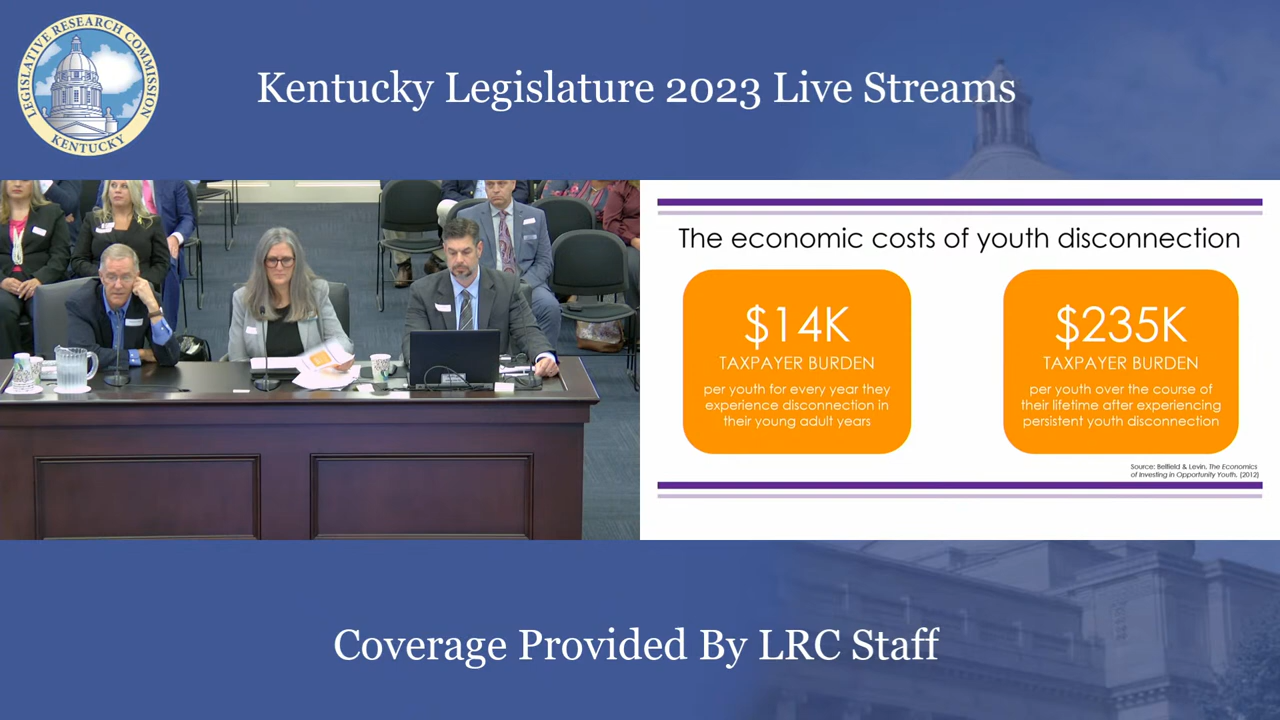 LEGISLATIVE RESEARCH COMMISSION
KENTUCKY
Kentucky Legislature 2023 Live Streams
The economic costs of youth disconnection
$14K
TAXPAYER BURDEN
per youth for every year they
experience disconnection in
their young adult years
$235K
TAXPAYER BURDEN
per youth over the course of
their lifetime after experiencing
persistent youth disconnection
Source: Belfield & Levin, The Economics
of Investing in Opportunity Youth, (2012)
Coverage Provided By LRC Staff